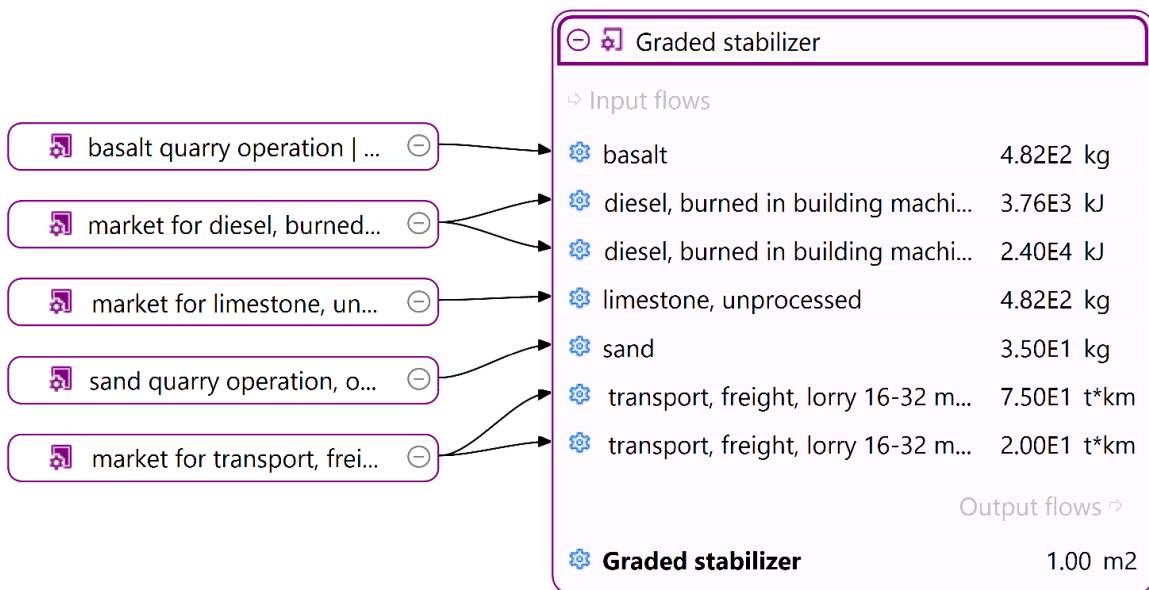 Graded stabilizer
Input flows
basalt quarry operation | ...
basalt 4.82E2 kg
market for diesel, burned...
diesel, burned in building machi... 3.76E3 kJ
diesel, burned in building machi... 2.40E4 kJ
market for limestone, un...
limestone, unprocessed 4.82E2 kg
sand quarry operation, o...
sand 3.50E1 kg
market for transport, frei...
transport, freight, lorry 16-32 m... 7.50E1 t*km
transport, freight, lorry 16-32 m... 2.00E1 t*km
Output flows
Graded stabilizer 1.00 m2